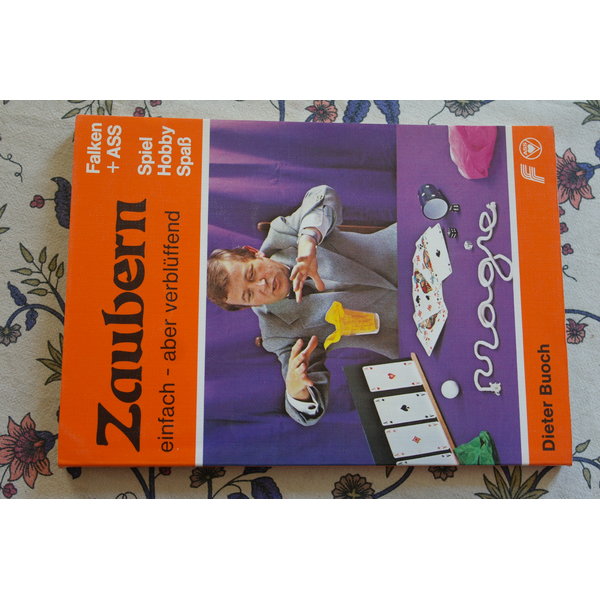 Falken
+ ASS
Spiel
Hobby
Spaß
Zaubern
einfach – aber verblüffend
magie
Dieter Buoch